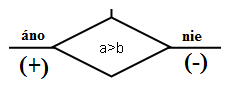 áno nie
a>b
(+) (-)